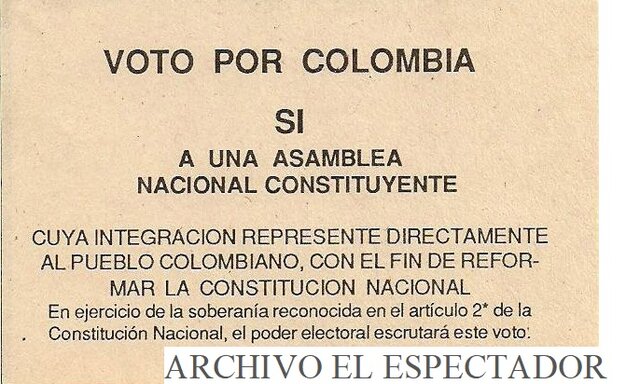 VOTO POR COLOMBIA
SI
A UNA ASAMBLEA
NACIONAL CONSTITUYENTE
CUYA INTEGRACION REPRESENTE DIRECTAMENTE
AL PUEBLO COLOMBIANO, CON EL FIN DE REFOR-
MAR LA CONSTITUCION NACIONAL
En ejercicio de la soberanía reconocida en el artículo 2* de la
Constitución Nacional, el poder electoral escrutará este voto.
ARCHIVO EL ESPECTADOR